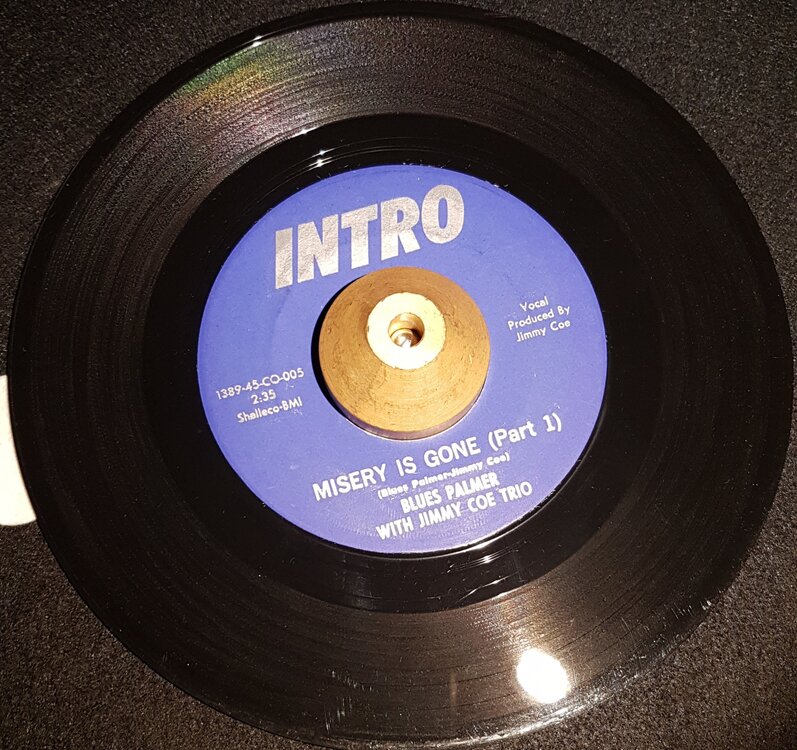 INTRO
Vocal
Produced By
Jimmy Coe
1389-45-CO-005
2:35
Shelleco-BMI
MISERY IS GONE (Part 1)
(Blues Palmer-Jimmy Coe)
BLUES PALMER
WITH JIMMY COE TRIO